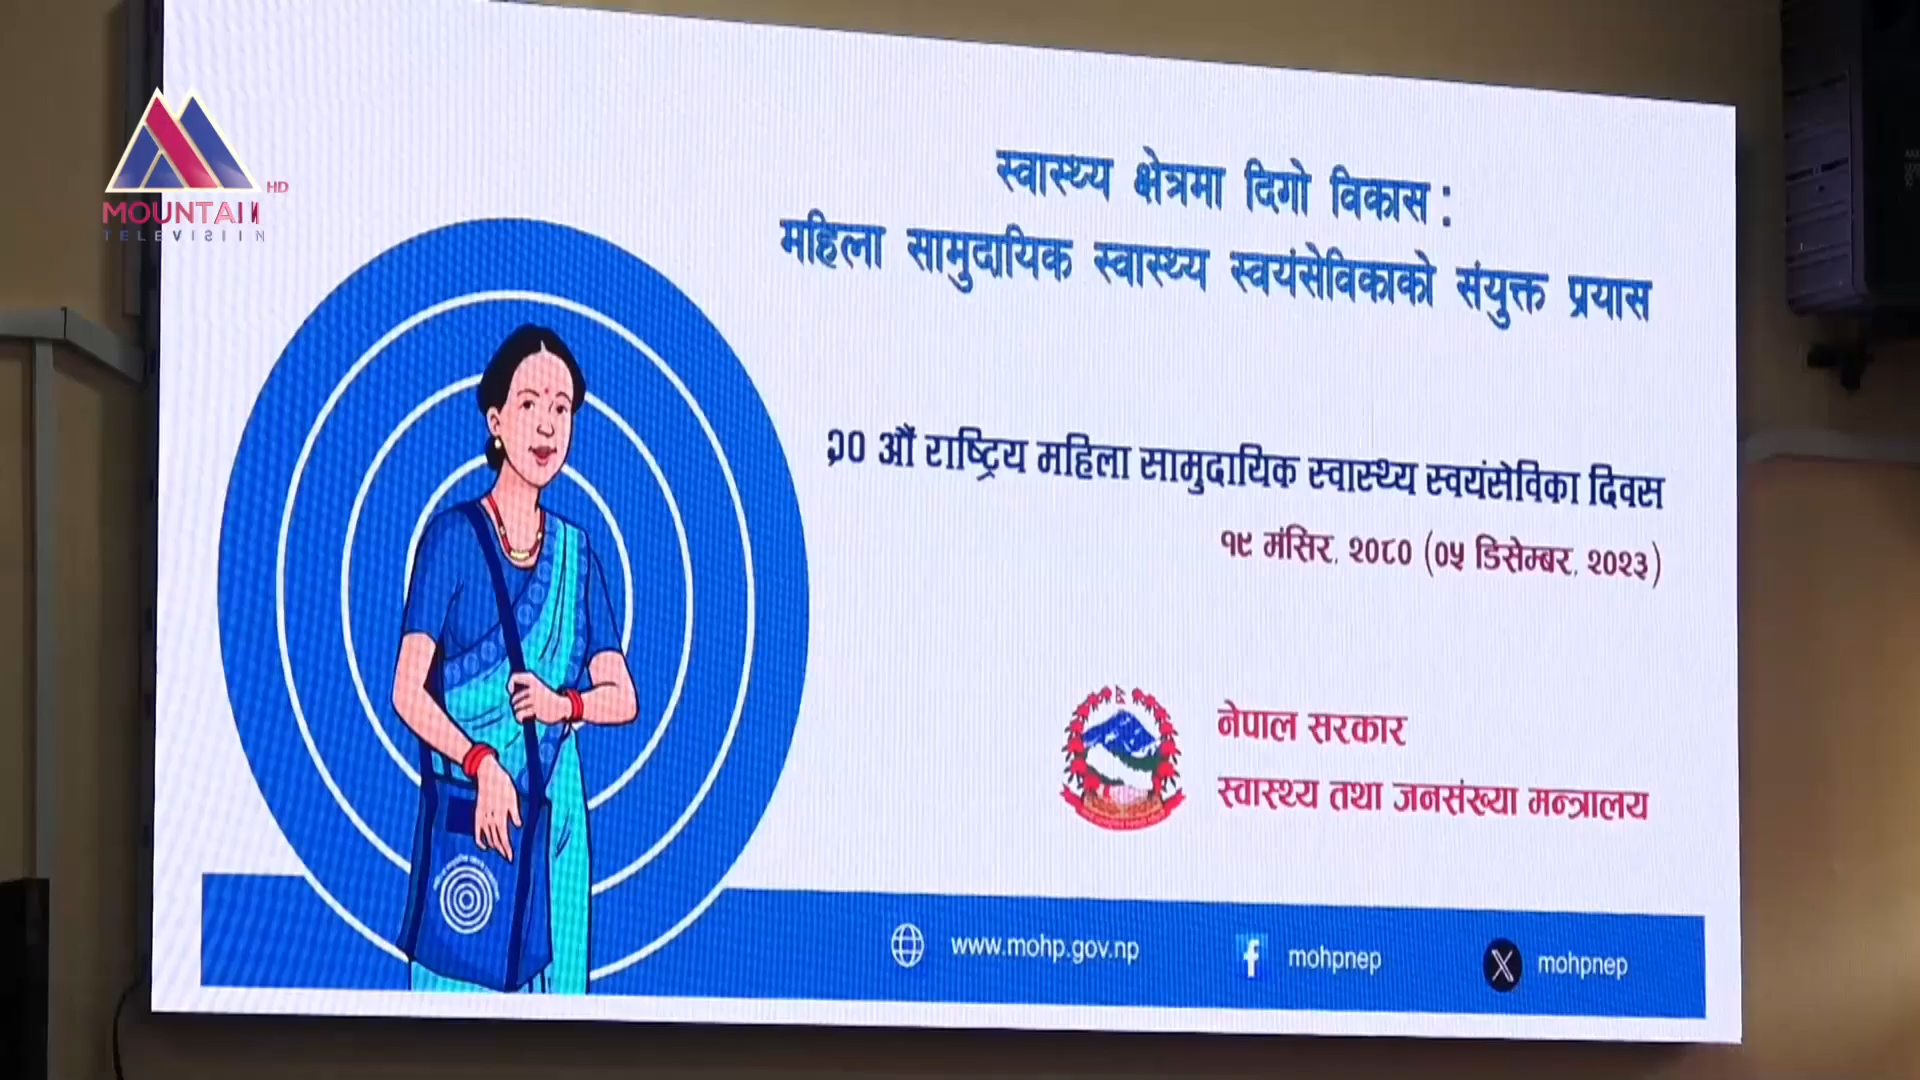 HD
MOUNTAIN
TELEVISION
स्वास्थ्य क्षेत्रमा दिगो विकास :
महिला सामुदायिक स्वास्थ्य स्वयंसेविकाको संयुक्त प्रयास
२० औं राष्ट्रिय महिला सामुदायिक स्वास्थ्य स्वयंसेविका दिवस
१९ मंसिर, २०८० (०५ डिसेम्बर, २०२३)
नेपाल सरकार
स्वास्थ्य तथा जनसंख्या मन्त्रालय
www.mohp.gov.np
mohpnep
mohpnep